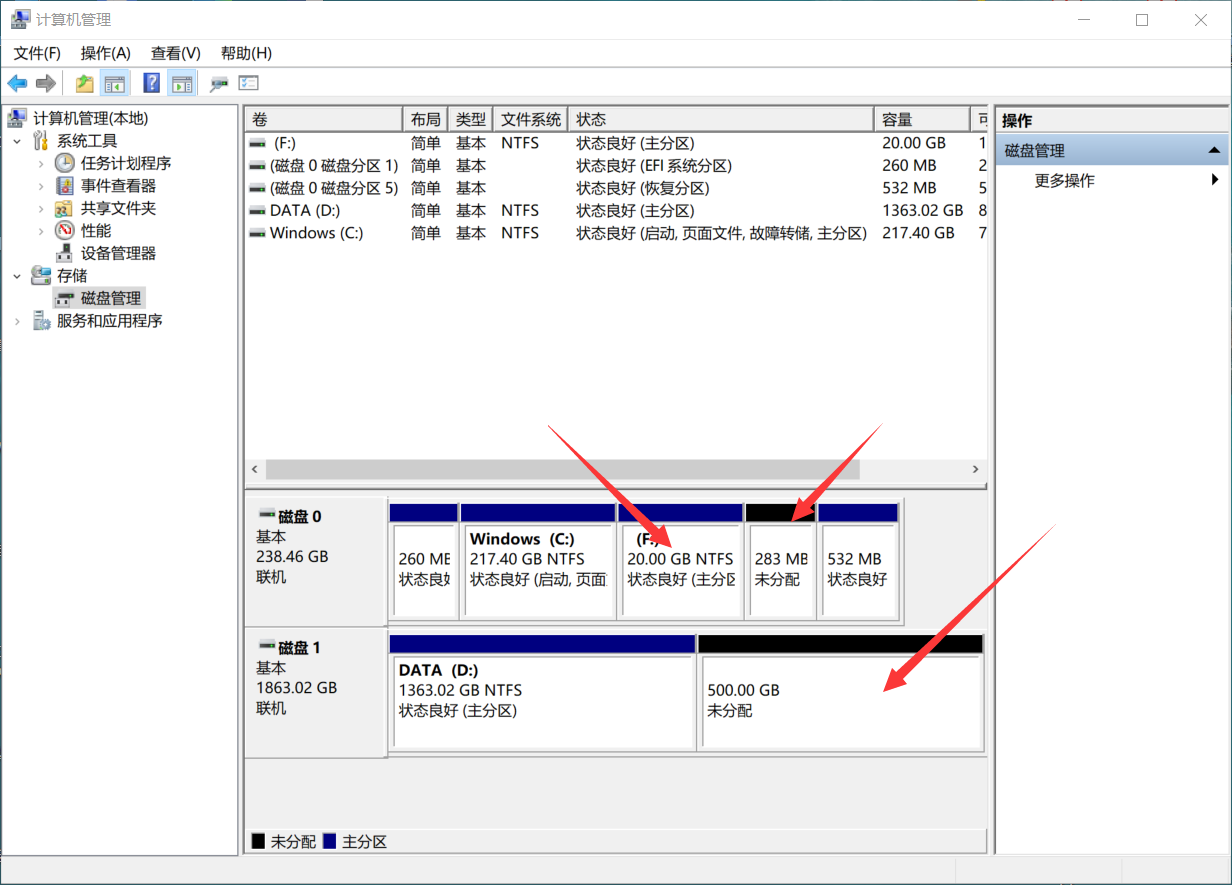 计算机管理
文件(F) 操作(A) 查看(V) 帮助(H)
计算机管理(本地)
系统工具
任务计划程序
事件查看器
共享文件夹
性能
设备管理器
存储
磁盘管理
服务和应用程序
卷 布局 类型 文件系统 状态 容量
(F:) 简单 基本 NTFS 状态良好 (主分区) 20.00 GB 1
(磁盘 0 磁盘分区 1) 简单 基本 状态良好 (EFI 系统分区) 260 MB 2
(磁盘 0 磁盘分区 5) 简单 基本 状态良好 (恢复分区) 532 MB 5
DATA (D:) 简单 基本 NTFS 状态良好 (主分区) 1363.02 GB 8
Windows (C:) 简单 基本 NTFS 状态良好 (启动, 页面文件, 故障转储, 主分区) 217.40 GB 7
磁盘 0
基本
238.46 GB
联机
260 ME
状态良好
Windows (C:)
217.40 GB NTFS
状态良好 (启动, 页面
(F:)
20.00 GB NTFS
状态良好 (主分区
283 MB
未分配
532 MB
状态良好
磁盘 1
基本
1863.02 GB
联机
DATA (D:)
1363.02 GB NTFS
状态良好 (主分区)
500.00 GB
未分配
未分配 主分区
操作
磁盘管理
更多操作